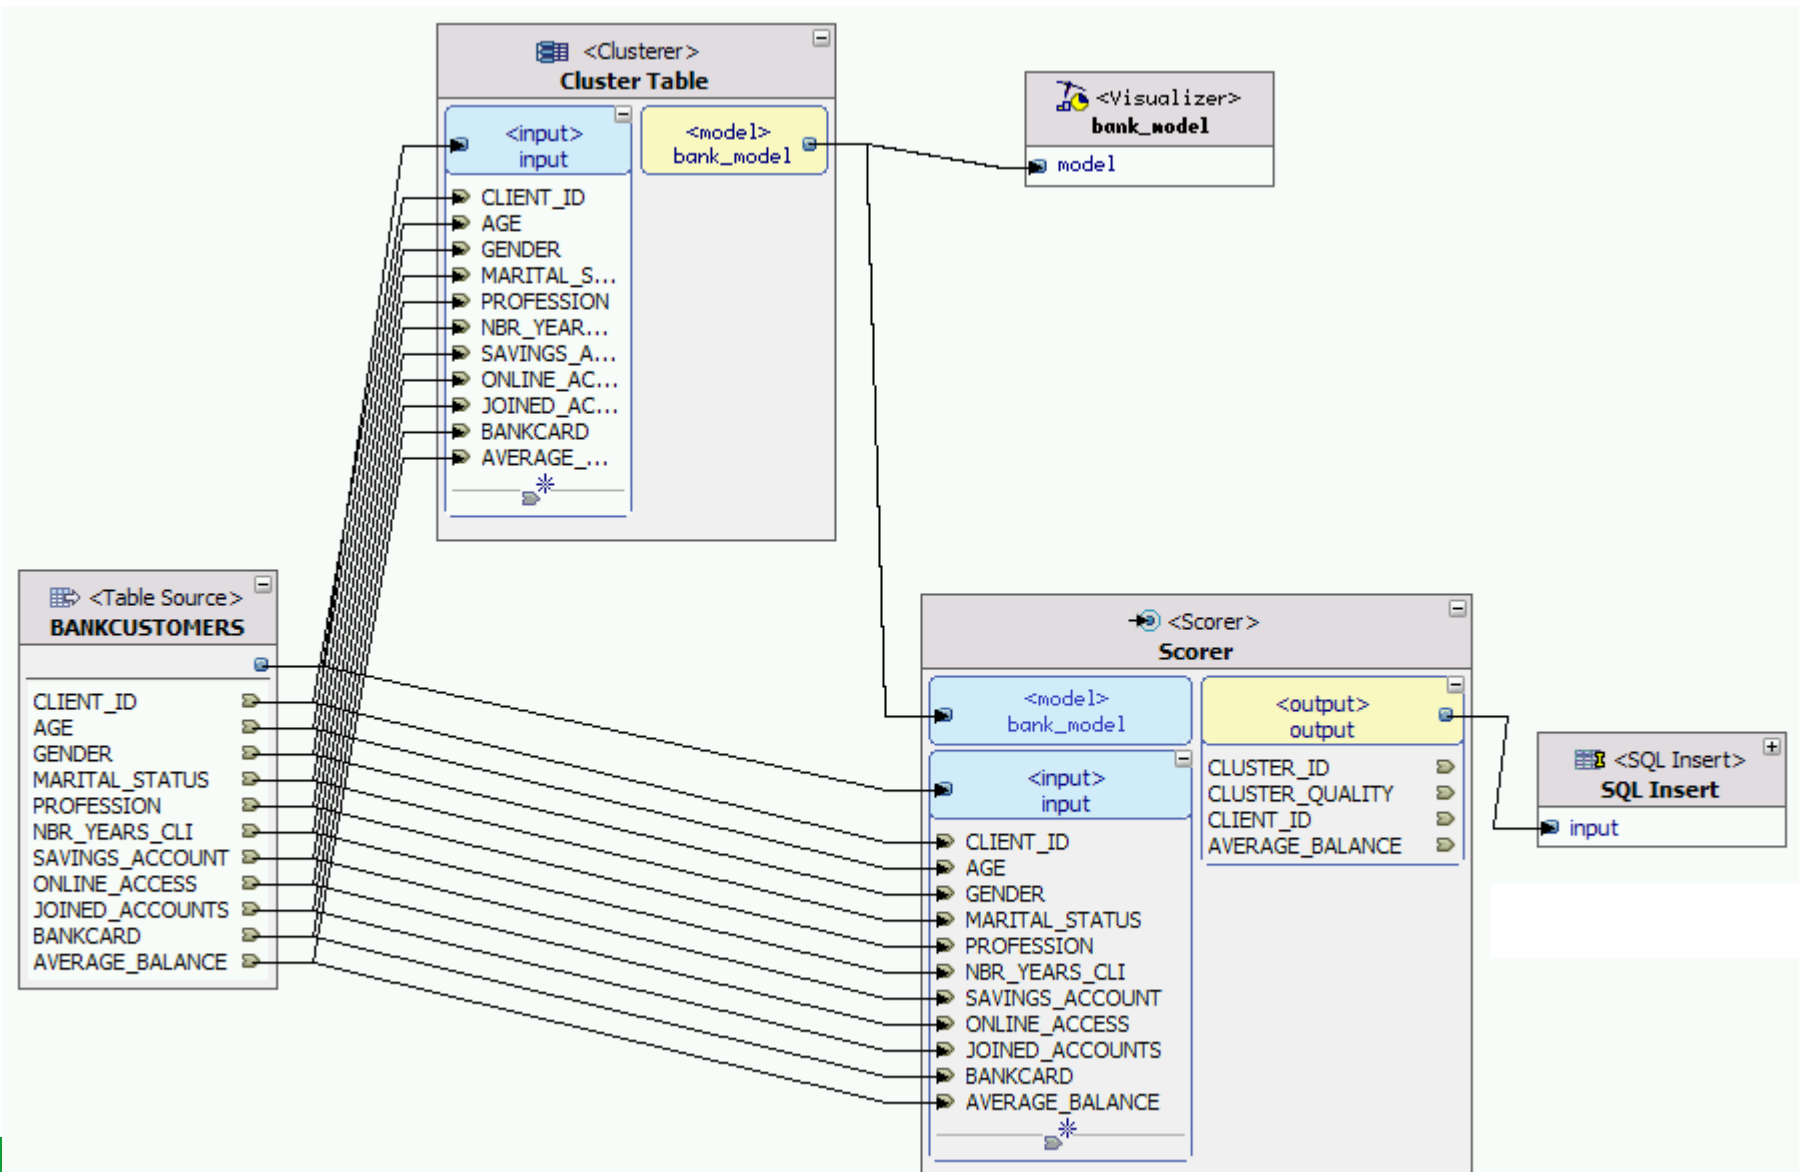 <Clusterer>
Cluster Table
<input>
input
<model>
bank_model
CLIENT_ID
AGE
GENDER
MARITAL_S...
PROFESSION
NBR_YEAR...
SAVINGS_A...
ONLINE_AC...
JOINED_AC...
BANKCARD
AVERAGE_...
<Visualizer>
bank_model
model
<Table Source>
BANKCUSTOMERS
CLIENT_ID
AGE
GENDER
MARITAL_STATUS
PROFESSION
NBR_YEARS_CLI
SAVINGS_ACCOUNT
ONLINE_ACCESS
JOINED_ACCOUNTS
BANKCARD
AVERAGE_BALANCE
<Scorer>
Scorer
<model>
bank_model
<input>
input
CLIENT_ID
AGE
GENDER
MARITAL_STATUS
PROFESSION
NBR_YEARS_CLI
SAVINGS_ACCOUNT
ONLINE_ACCESS
JOINED_ACCOUNTS
BANKCARD
AVERAGE_BALANCE
<output>
output
CLUSTER_ID
CLUSTER_QUALITY
CLIENT_ID
AVERAGE_BALANCE
<SQL Insert>
SQL Insert
input